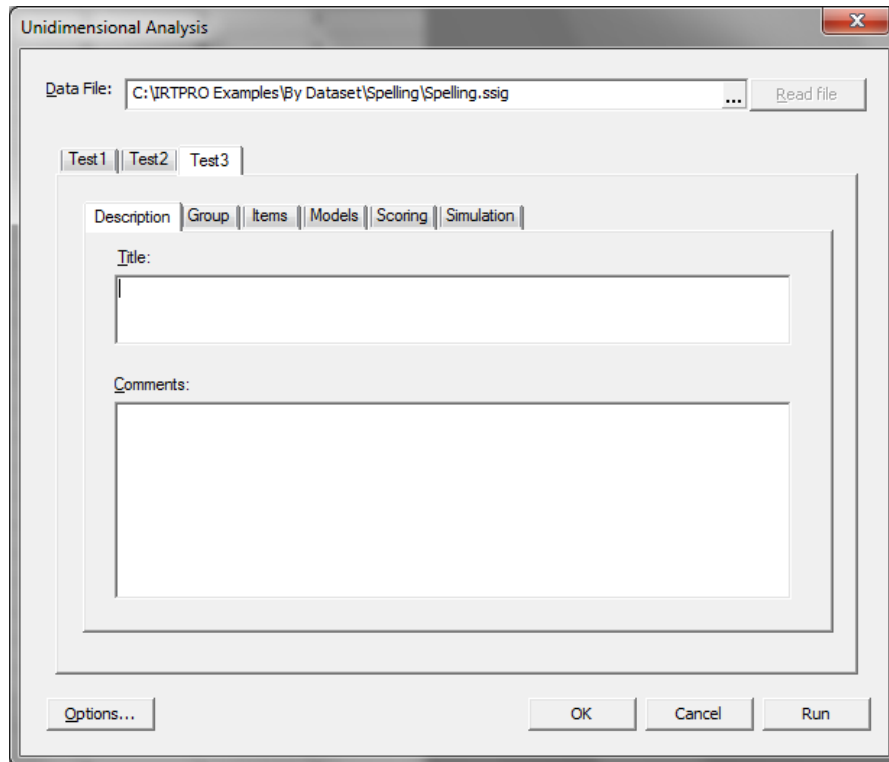 Unidimensional Analysis
Data File: C:\IRTPRO Examples\By Dataset\Spelling\Spelling.ssig ... Read file
Test1 Test2 Test3
Description Group Items Models Scoring Simulation
Title:
Comments:
Options... OK Cancel Run